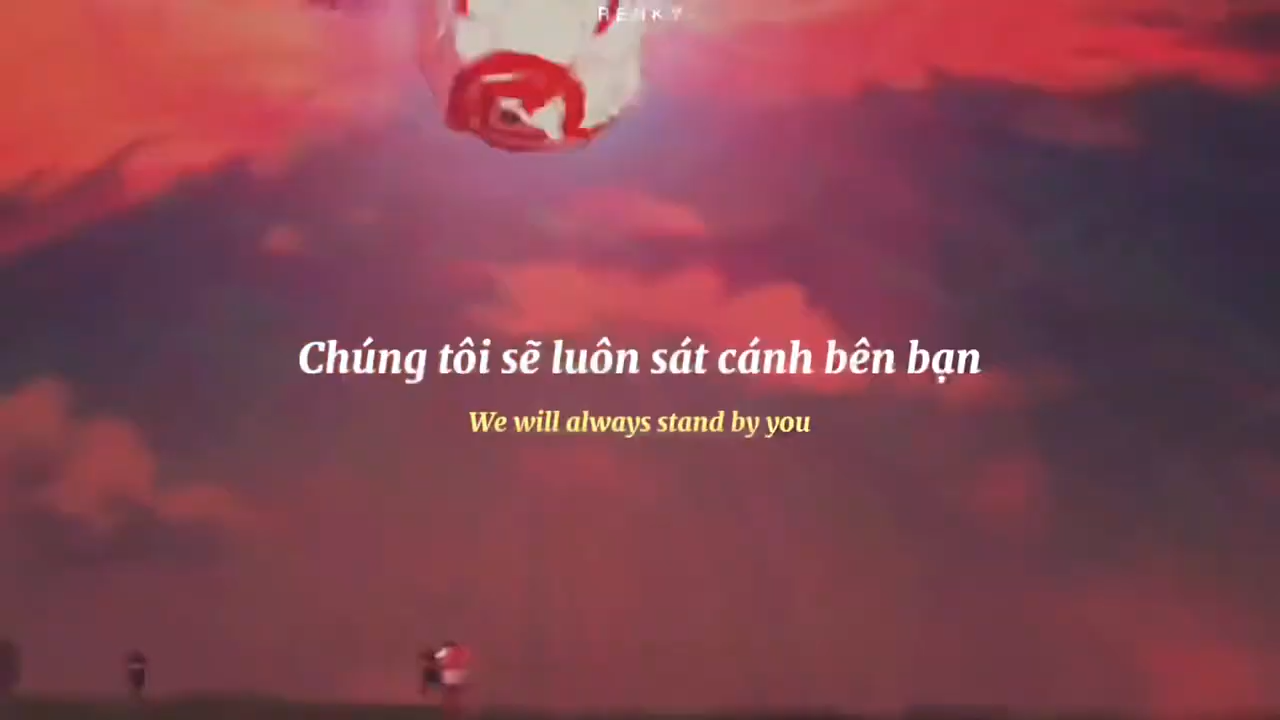 RENKY
Chúng tôi sẽ luôn sát cánh bên bạn
We will always stand by you